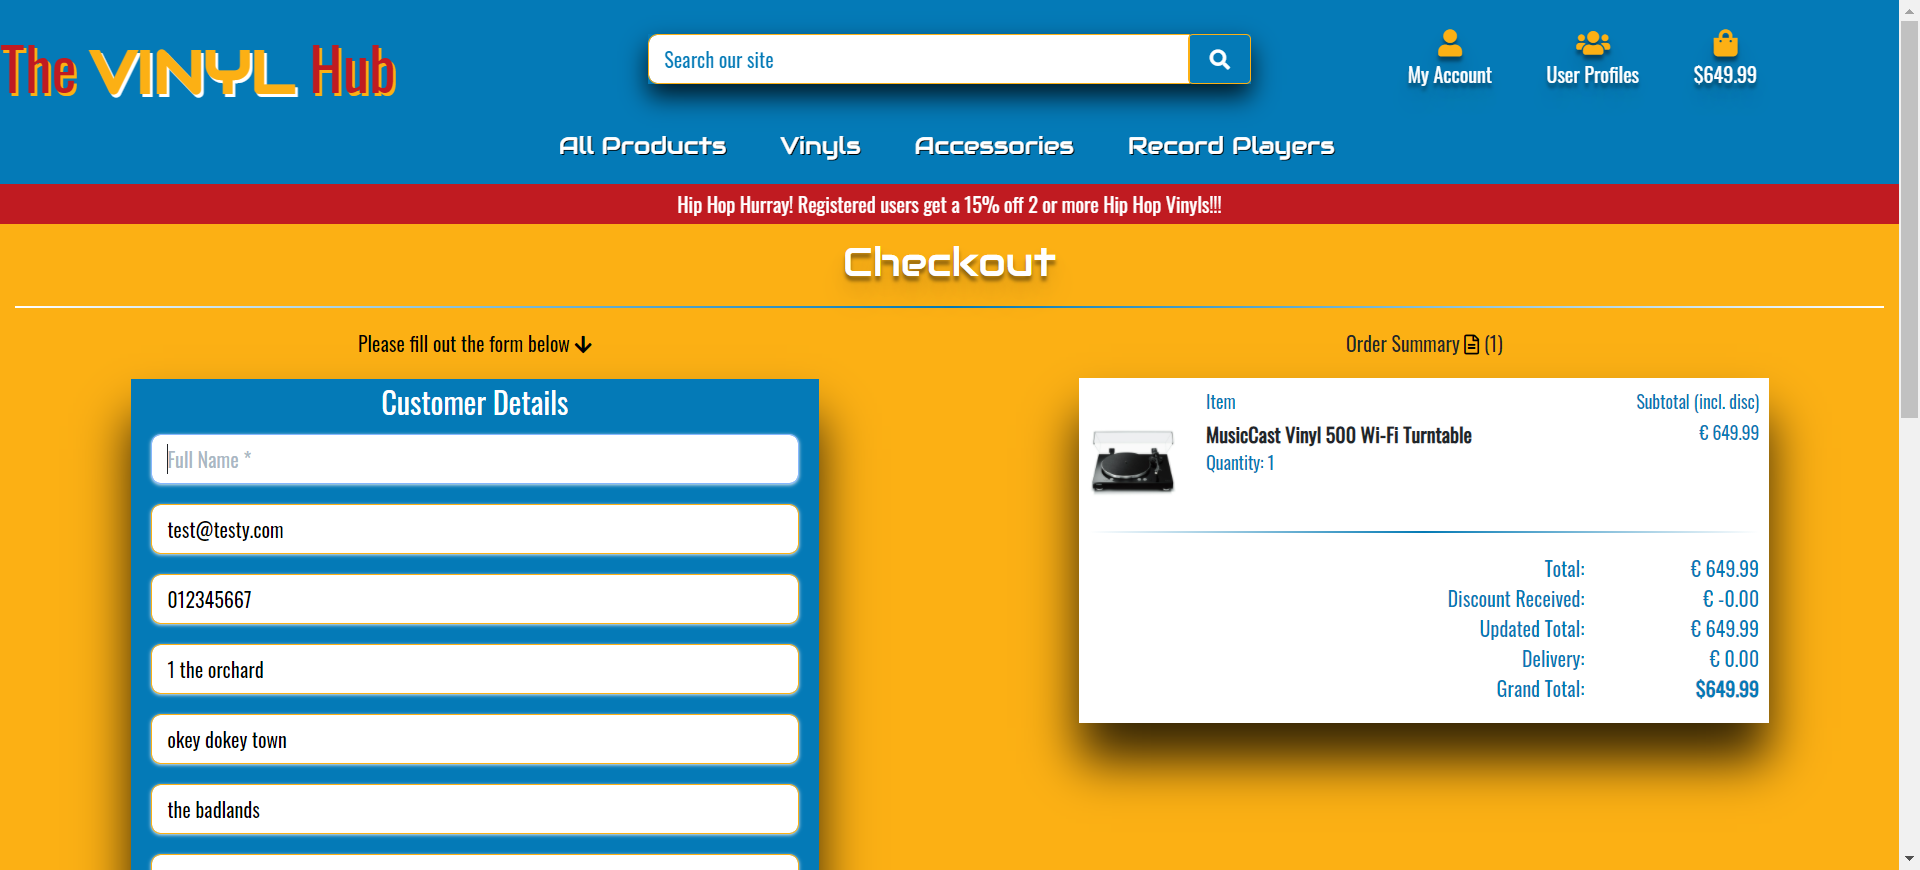 The VINYL Hub
Search our site
My Account
User Profiles
$649.99
All Products
Vinyls
Accessories
Record Players
Hip Hop Hurray! Registered users get a 15% off 2 or more Hip Hop Vinyls!!!
Checkout
Please fill out the form below
Customer Details
Full Name *
test@testy.com
012345667
1 the orchard
okey dokey town
the badlands
Order Summary (1)
Item Subtotal (incl. disc)
MusicCast Vinyl 500 Wi-Fi Turntable € 649.99
Quantity: 1
Total: € 649.99
Discount Received: € -0.00
Updated Total: € 649.99
Delivery: € 0.00
Grand Total: $649.99